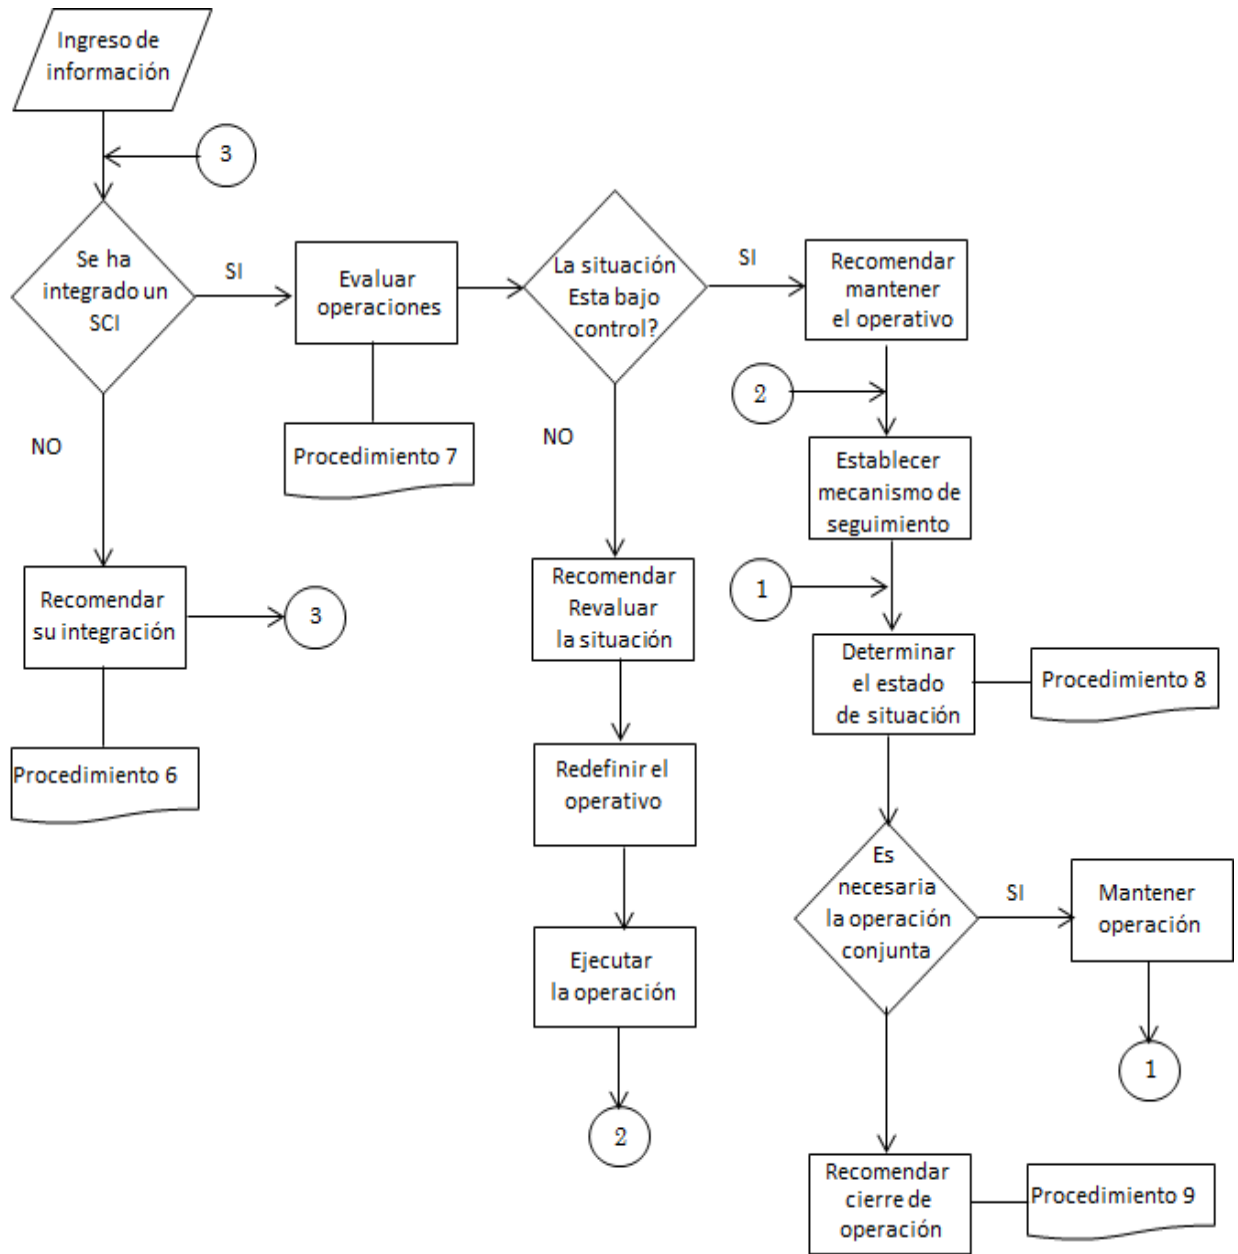 Ingreso de
información
3
Se ha
integrado un
SCI
SI
Evaluar
operaciones
La situación
Esta bajo
control?
SI
Recomendar
mantener
el operativo
2
NO
Procedimiento 7
NO
Establecer
mecanismo de
seguimiento
1
Recomendar
su integración
3
Recomendar
Revaluar
la situación
Determinar
el estado
de situación
Procedimiento 8
Procedimiento 6
Redefinir el
operativo
Es
necesaria
la operación
conjunta
SI
Mantener
operación
Ejecutar
la operación
1
2
Recomendar
cierre de
operación
Procedimiento 9